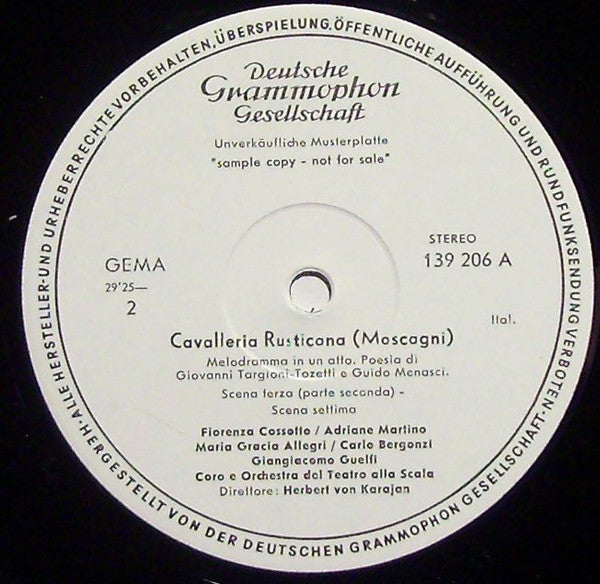 ALLE HERSTELLER-UND URHEBERRECHTE VORBEHALTEN, ÜBERSPIELUNG, ÖFFENTLICHE AUFFÜHRUNG UND RUNDFUNKSENDUNG VERBOTEN ·
HERGESTELLT VON DER DEUTSCHEN GRAMMOPHON GESELLSCHAFT ·
Deutsche
Grammophon
Gesellschaft
Unverkäufliche Musterplatte
"sample copy - not for sale"
STEREO
GEMA
139 206 A
29'25—
2
Ital.
Cavalleria Rusticana (Mascagni)
Melodramma in un atto. Poesia di
Giovanni Targioni-Tozetti e Guido Menasci.
Scena terza (parte seconda) -
Scena settima
Fiorenza Cossotto / Adriane Martino
Maria Gracia Allegri / Carlo Bergonzi
Giangiacomo Guelfi
Coro e Orchestra del Teatro alla Scala
Direttore: Herbert von Karajan